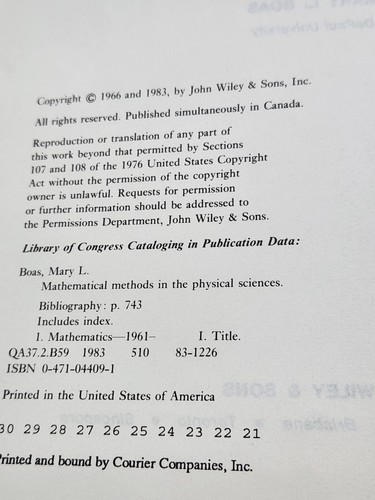 Copyright © 1966 and 1983, by John Wiley & Sons, Inc.
All rights reserved. Published simultaneously in Canada.
Reproduction or translation of any part of
this work beyond that permitted by Sections
107 and 108 of the 1976 United States Copyright
Act without the permission of the copyright
owner is unlawful. Requests for permission
or further information should be addressed to
the Permissions Department, John Wiley & Sons.
Library of Congress Cataloging in Publication Data:
Boas, Mary L.
Mathematical methods in the physical sciences.
Bibliography: p. 743
Includes index.
1. Mathematics—1961- I. Title.
QA37.2.B59 1983 510 83-1226
ISBN 0-471-04409-1
Printed in the United States of America
30 29 28 27 26 25 24 23 22 21
Printed and bound by Courier Companies, Inc.